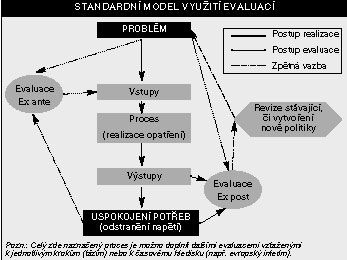 STANDARDNÍ MODEL VYUŽITÍ EVALUACÍ
PROBLÉM
Postup realizace
Postup evaluace
Zpětná vazba
Evaluace
Ex ante
Vstupy
Proces
(realizace opatření)
Revize stávající,
či vytvoření
nové politiky
Výstupy
Evaluace
Ex post
USPOKOJENÍ POTŘEB
(odstranění napětí)
Pozn.: Celý zde naznačený proces je možno doplnit dalšími evaluacemi vztaženými
k jednotlivým krokům (fázím) nebo k časovému hledisku (např. evropský interim).